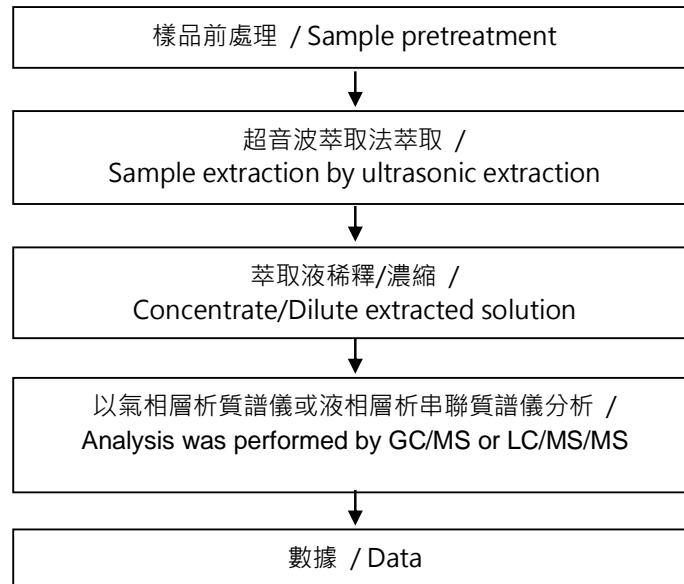 樣品前處理 / Sample pretreatment
超音波萃取法萃取 /
Sample extraction by ultrasonic extraction
萃取液稀釋/濃縮 /
Concentrate/Dilute extracted solution
以氣相層析質譜儀或液相層析串聯質譜儀分析 /
Analysis was performed by GC/MS or LC/MS/MS
數據 / Data